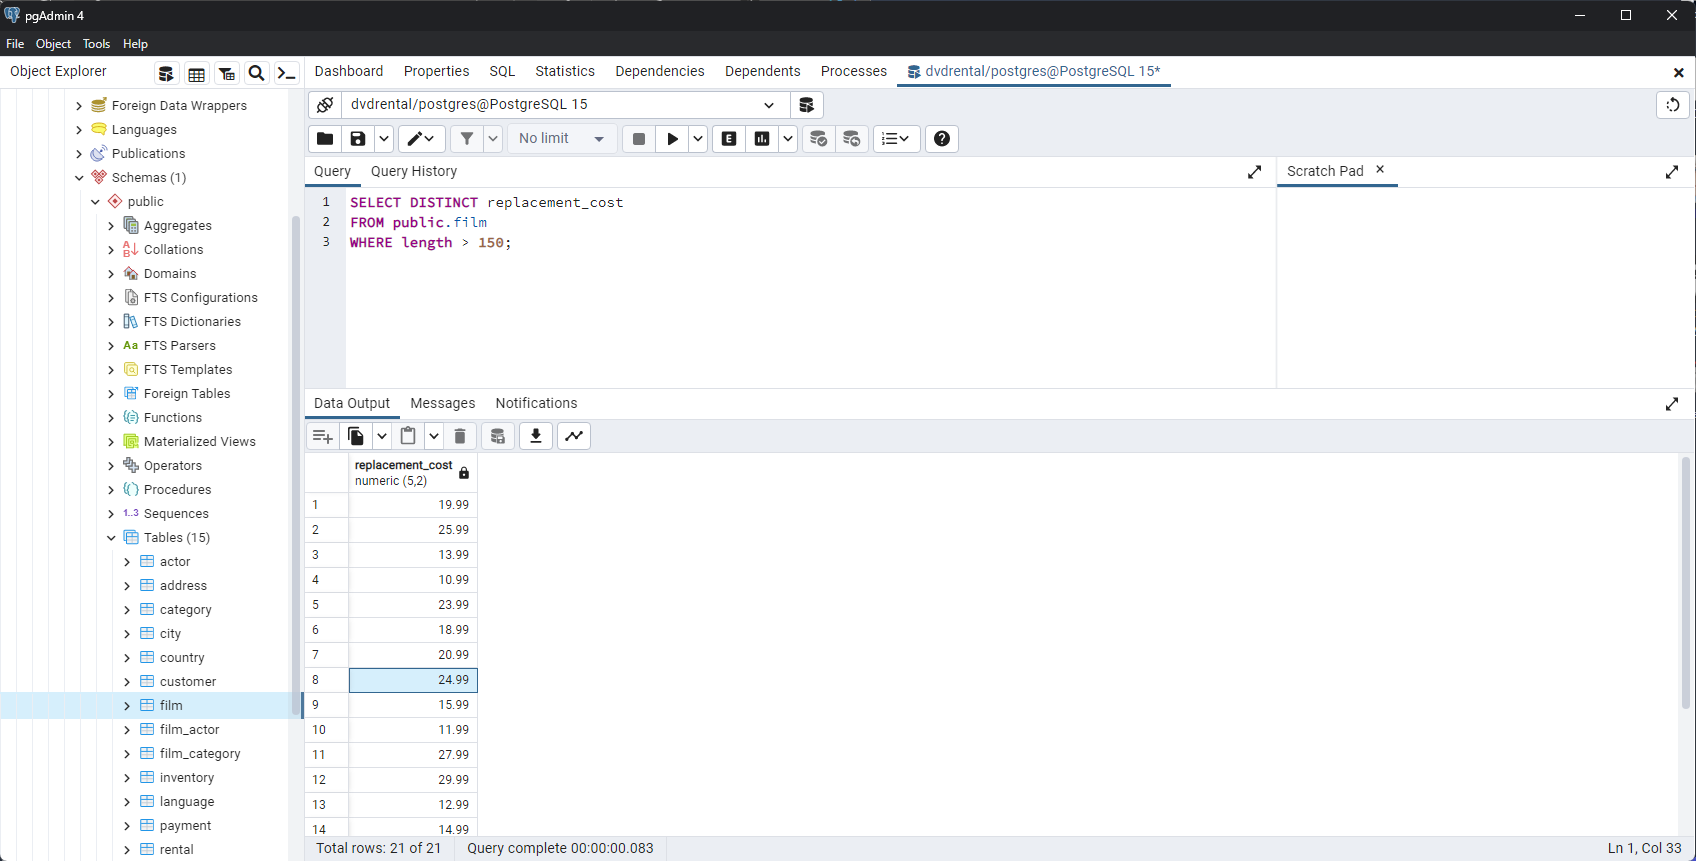 pgAdmin 4
File Object Tools Help
Object Explorer
Dashboard Properties SQL Statistics Dependencies Dependents Processes dvdrental/postgres@PostgreSQL 15*
Foreign Data Wrappers
Languages
Publications
Schemas (1)
public
Aggregates
Collations
Domains
FTS Configurations
FTS Dictionaries
Aa FTS Parsers
FTS Templates
Foreign Tables
Functions
Materialized Views
Operators
Procedures
1..3 Sequences
Tables (15)
actor
address
category
city
country
customer
film
film_actor
film_category
inventory
language
payment
rental
dvdrental/postgres@PostgreSQL 15
No limit
E
Query Query History
Scratch Pad
1 SELECT DISTINCT replacement_cost
2 FROM public.film
3 WHERE length > 150;
Data Output Messages Notifications
replacement_cost
numeric (5,2)
1 19.99
2 25.99
3 13.99
4 10.99
5 23.99
6 18.99
7 20.99
8 24.99
9 15.99
10 11.99
11 27.99
12 29.99
13 12.99
14 14.99
Total rows: 21 of 21 Query complete 00:00:00.083 Ln 1, Col 33